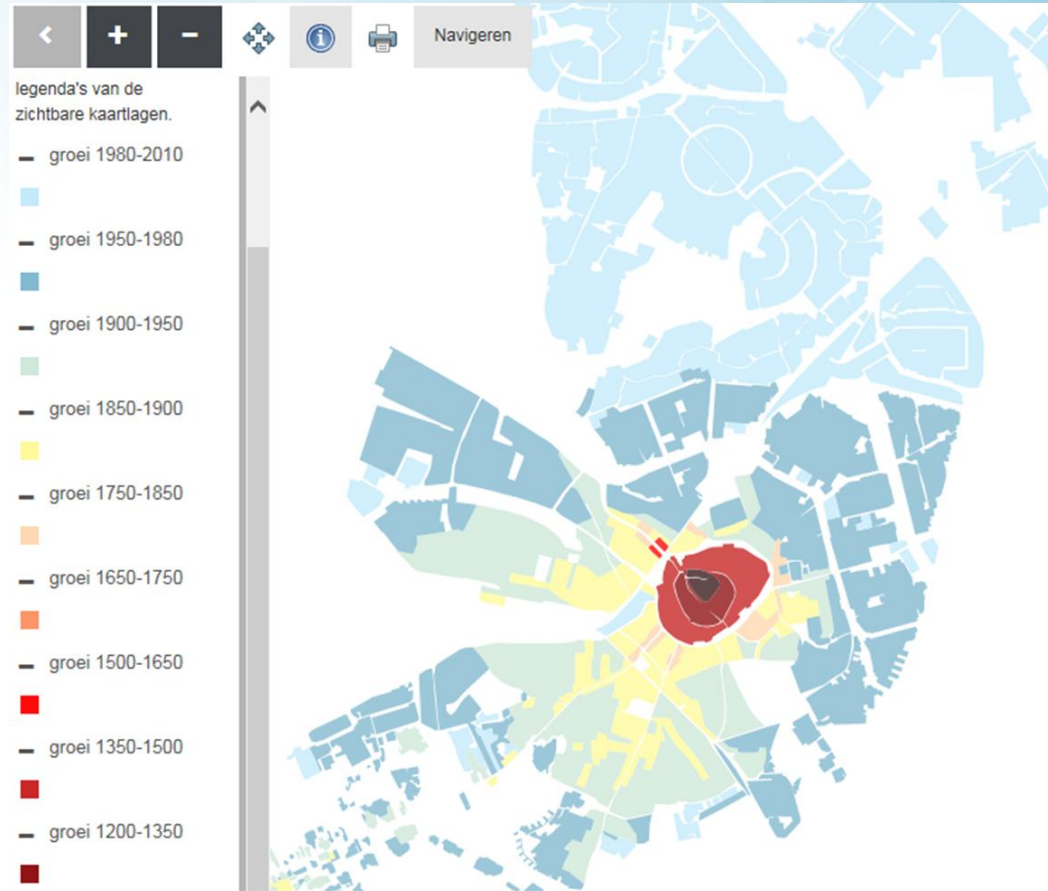 Navigeren
legenda's van de
zichtbare kaartlagen.
groei 1980-2010
groei 1950-1980
groei 1900-1950
groei 1850-1900
groei 1750-1850
groei 1650-1750
groei 1500-1650
groei 1350-1500
groei 1200-1350